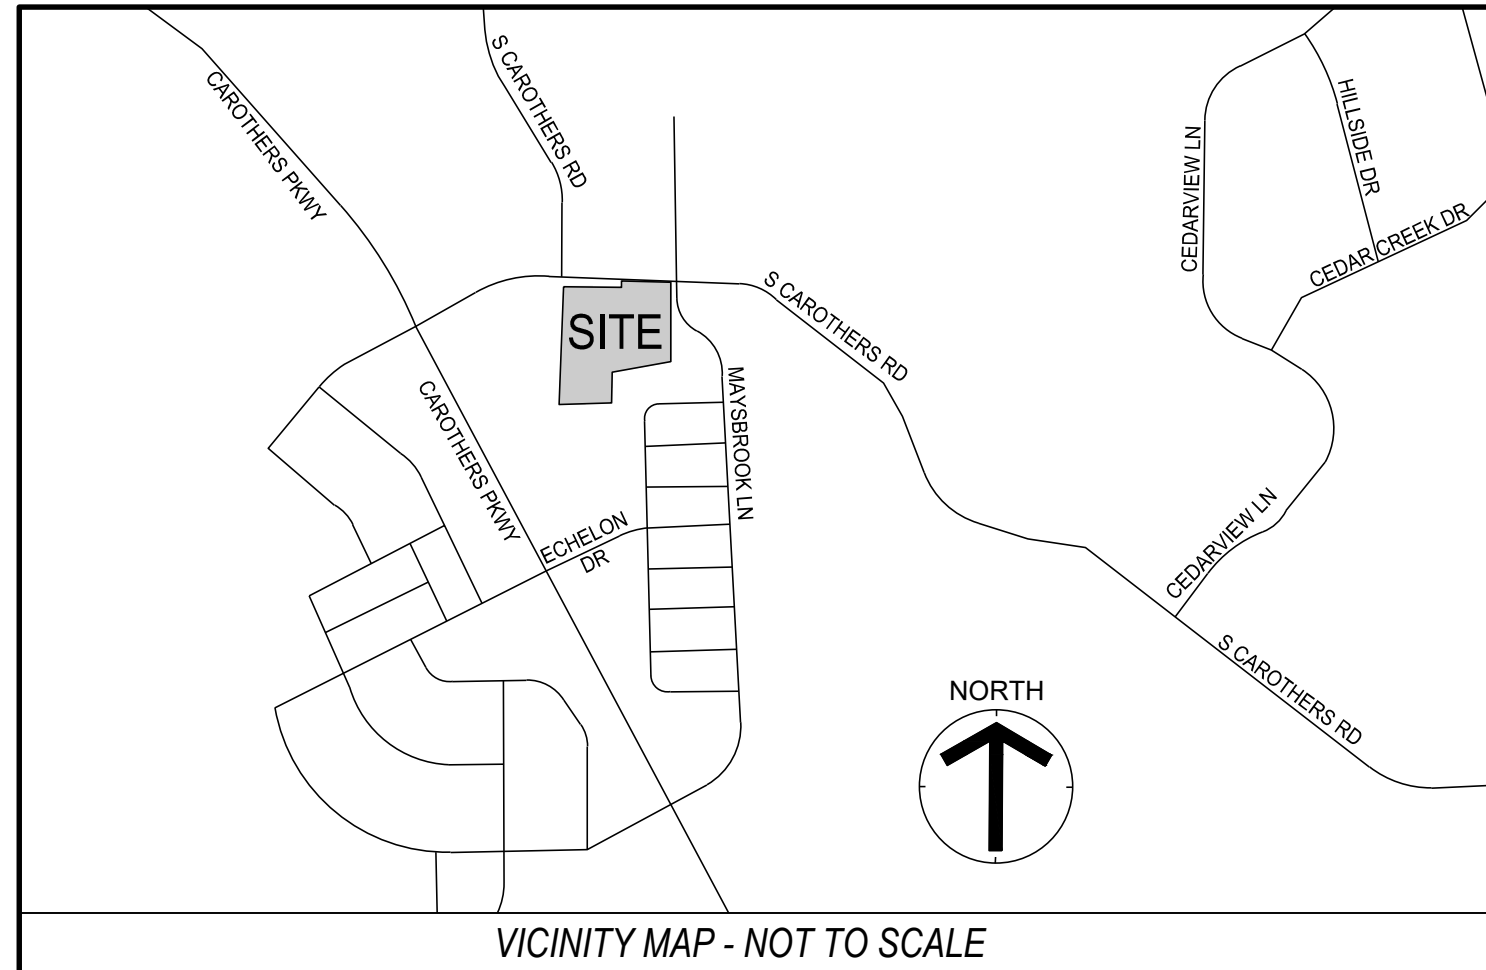 S CAROTHERS RD
CAROTHERS PKWY
HILLSIDE DR
CEDARVIEW LN
CEDAR CREEK DR
SITE
S CAROTHERS RD
CAROTHERS PKWY
MAYSBROOK LN
ECHELON
DR
CEDARVIEW LN
S CAROTHERS RD
NORTH
VICINITY MAP - NOT TO SCALE